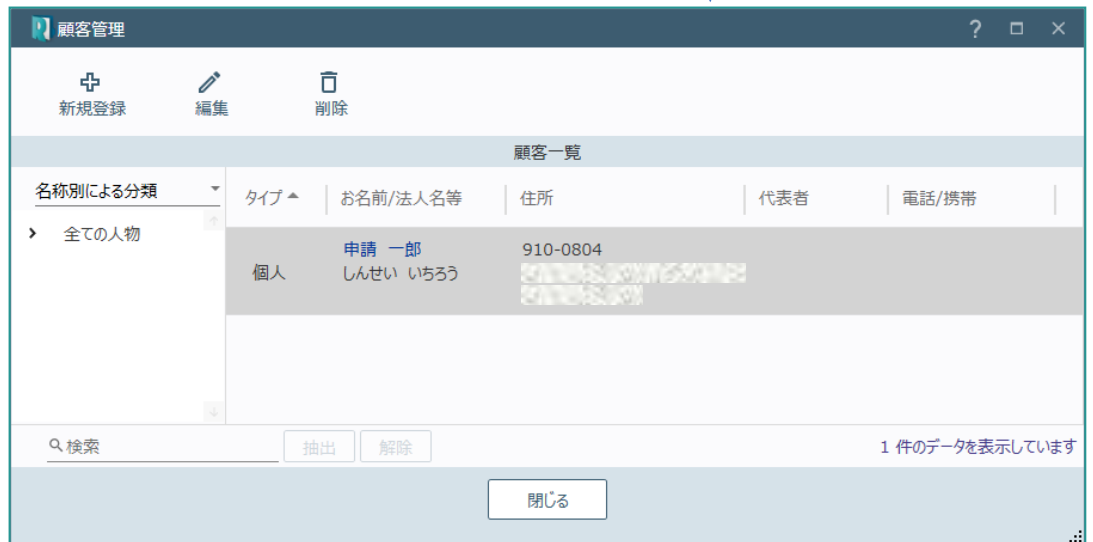 顧客管理
新規登録 編集 削除
顧客一覧
名称別による分類
タイプ お名前/法人名等 住所 代表者 電話/携帯
全ての人物
個人
申請 一郎
しんせい いちろう
910-0804
検索 抽出 解除
1 件のデータを表示しています
閉じる